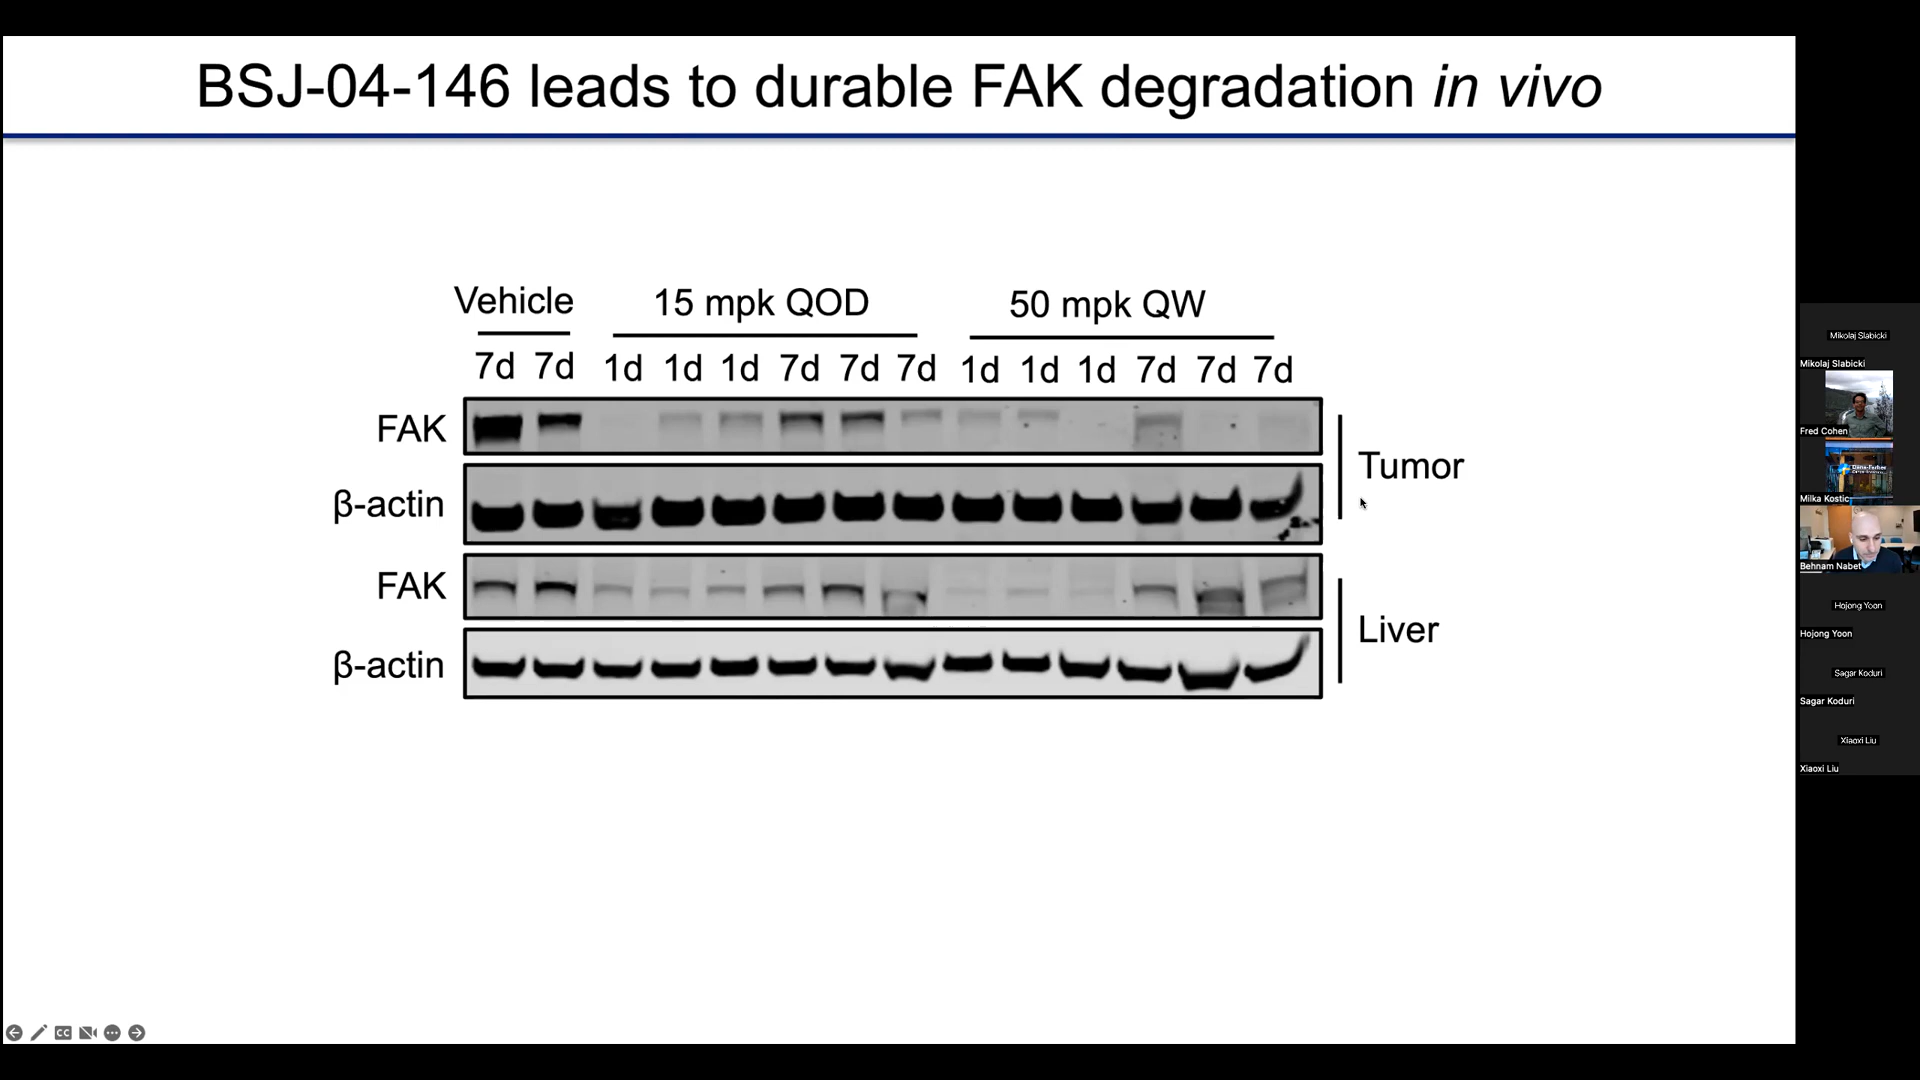 BSJ-04-146 leads to durable FAK degradation in vivo
Vehicle 15 mpk QOD 50 mpk QW
7d 7d 1d 1d 1d 7d 7d 7d 1d 1d 1d 7d 7d 7d
FAK
β-actin
Tumor
FAK
β-actin
Liver
CC
Mikolaj Slabicki
Mikolaj Slabicki
Fred Cohen
Dana-Farber
Milka Kostic
Behnam Nabet
Hojong Yoon
Hojong Yoon
Sagar Koduri
Sagar Koduri
Xiaoxi Liu
Xiaoxi Liu